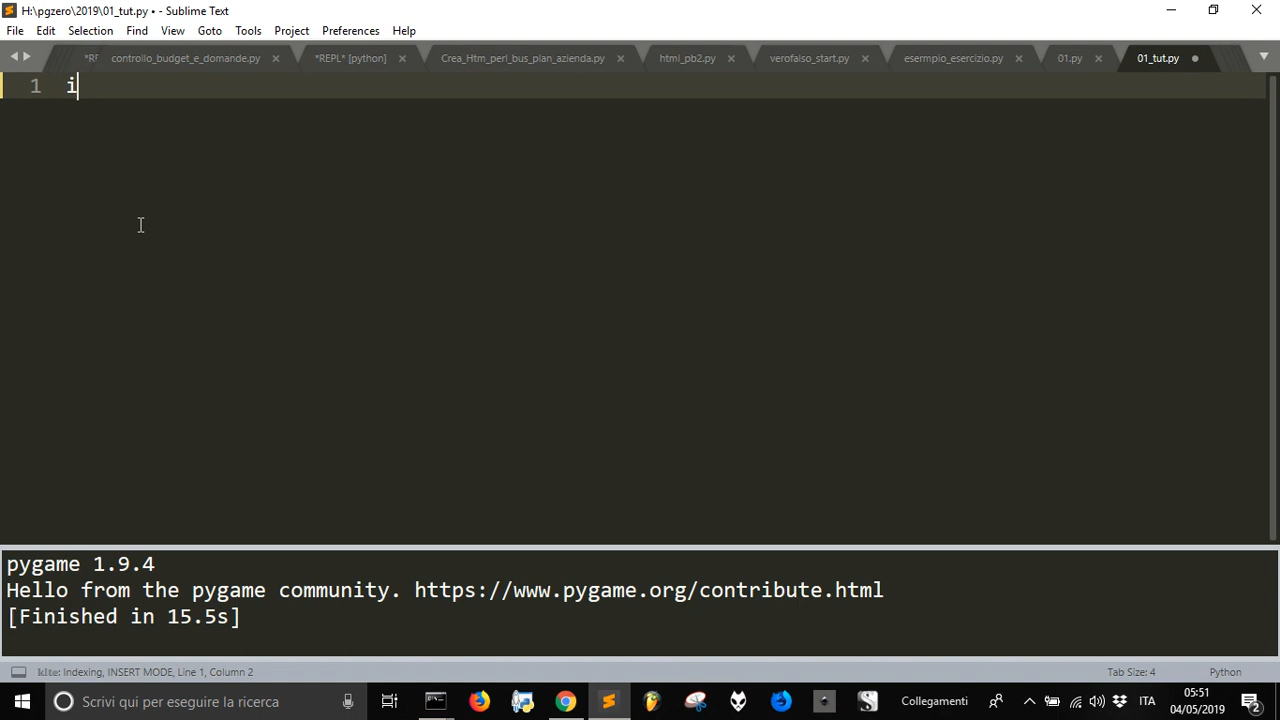 H:\pgzero\2019\01_tut.py • - Sublime Text
File Edit Selection Find View Goto Tools Project Preferences Help
controllo_budget_e_domande.py *REPL* [python] Crea_Htm_perl_bus_plan_azienda.py html_pb2.py verofalso_start.py esermpio_esercizio.py 01.py 01_tut.py
1 i
pygame 1.9.4
Hello from the pygame community. https://www.pygame.org/contribute.html
[Finished in 15.5s]
kite: Indexing, INSERT MODE, Line 1, Column 2 Tab Size: 4 Python
Scrivi qui per eseguire la ricerca Collegamenti ITA 05:51
04/05/2019 2